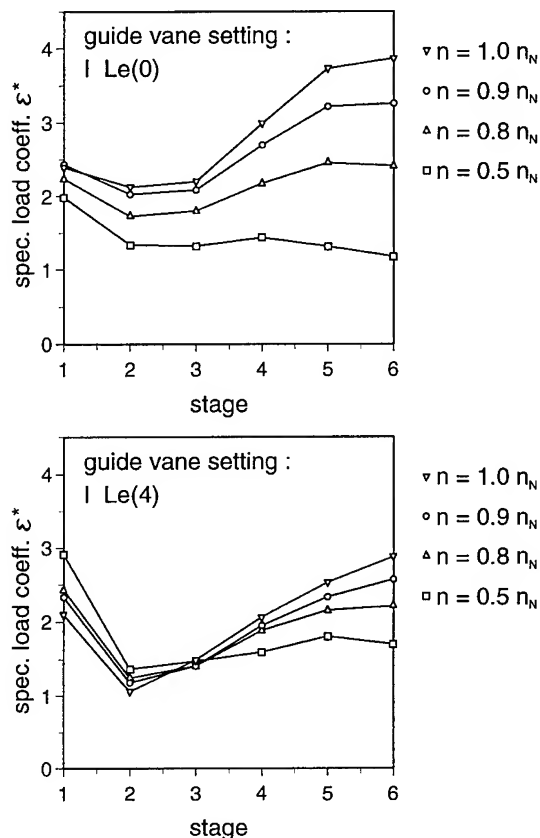 guide vane setting :
I Le(0)
spec. load coeff. ε*
4
3
2
1
0
1 2 3 4 5 6
stage
n = 1.0 nN
n = 0.9 nN
n = 0.8 nN
n = 0.5 nN
guide vane setting :
I Le(4)
spec. load coeff. ε*
4
3
2
1
0
1 2 3 4 5 6
stage
n = 1.0 nN
n = 0.9 nN
n = 0.8 nN
n = 0.5 nN